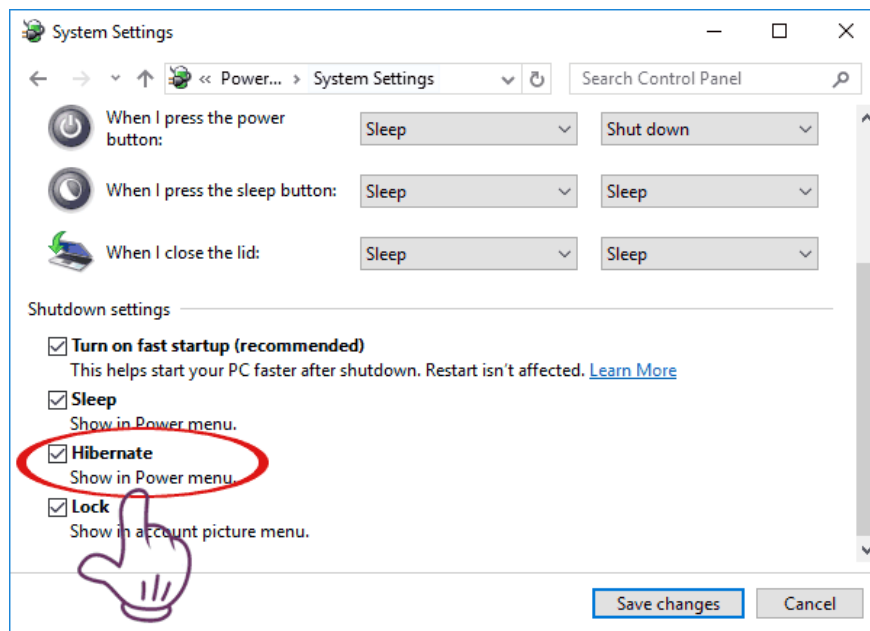 System Settings
« Power... > System Settings
Search Control Panel
When I press the power
button:
Sleep
Shut down
When I press the sleep button:
Sleep
Sleep
When I close the lid:
Sleep
Sleep
Shutdown settings
Turn on fast startup (recommended)
This helps start your PC faster after shutdown. Restart isn't affected. Learn More
Sleep
Show in Power menu.
Hibernate
Show in Power menu.
Lock
Show in account picture menu.
Save changes
Cancel